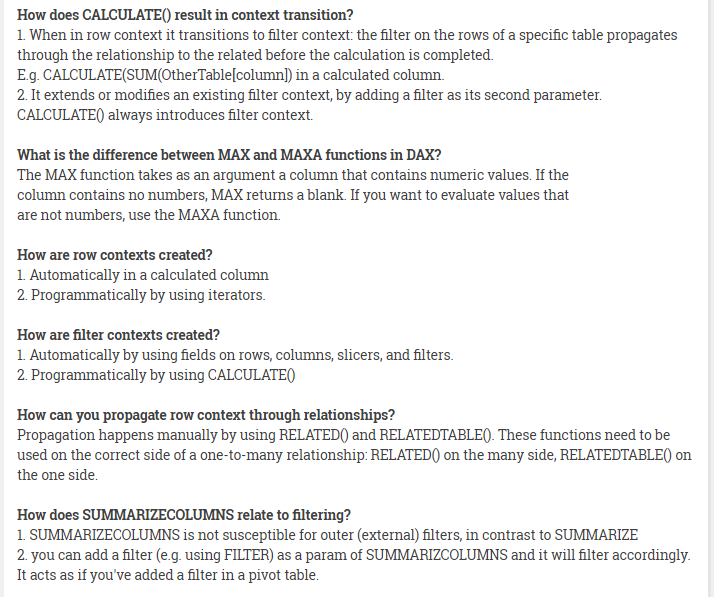 How does CALCULATE() result in context transition?
1. When in row context it transitions to filter context: the filter on the rows of a specific table propagates
through the relationship to the related before the calculation is completed.
E.g. CALCULATE(SUM(OtherTable[column]) in a calculated column.
2. It extends or modifies an existing filter context, by adding a filter as its second parameter.
CALCULATE() always introduces filter context.
What is the difference between MAX and MAXA functions in DAX?
The MAX function takes as an argument a column that contains numeric values. If the
column contains no numbers, MAX returns a blank. If you want to evaluate values that
are not numbers, use the MAXA function.
How are row contexts created?
1. Automatically in a calculated column
2. Programmatically by using iterators.
How are filter contexts created?
1. Automatically by using fields on rows, columns, slicers, and filters.
2. Programmatically by using CALCULATE()
How can you propagate row context through relationships?
Propagation happens manually by using RELATED() and RELATEDTABLE(). These functions need to be
used on the correct side of a one-to-many relationship: RELATED() on the many side, RELATEDTABLE() on
the one side.
How does SUMMARIZECOLUMNS relate to filtering?
1. SUMMARIZECOLUMNS is not susceptible for outer (external) filters, in contrast to SUMMARIZE
2. you can add a filter (e.g. using FILTER) as a param of SUMMARIZCOLUMNS and it will filter accordingly.
It acts as if you've added a filter in a pivot table.